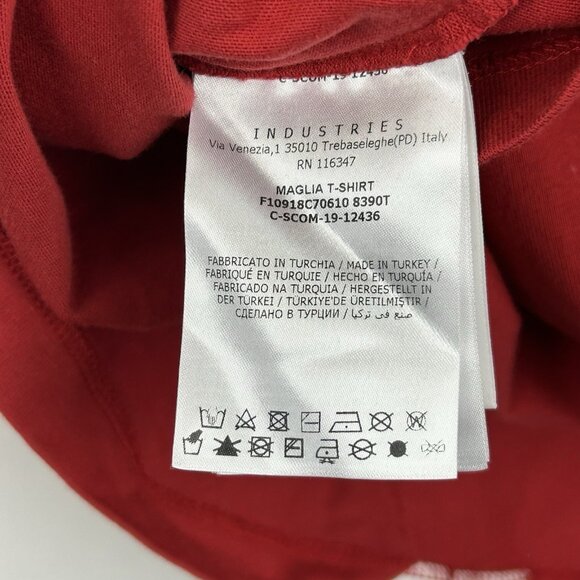 C-SCOM-19-12436
INDUSTRIES
Via Venezia,1 35010 Trebaseleghe(PD) Italy
RN 116347
MAGLIA T-SHIRT
F10918C70610 8390T
C-SCOM-19-12436
FABBRICATO IN TURCHIA / MADE IN TURKEY /
FABRIQUÉ EN TURQUIE / HECHO EN TURQUÍA /
FABRICADO NA TURQUIA / HERGESTELLT IN
DER TÜRKEI / TÜRKIYE'DE ÜRETILMIŞTIR /
СДЕЛАНО В ТУРЦИИ / صنع في تركيا